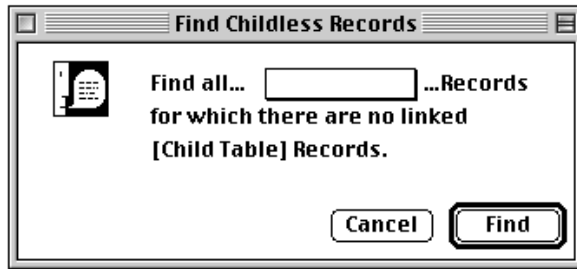 Find Childless Records
Find all... ...Records
for which there are no linked
[Child Table] Records.
Cancel Find